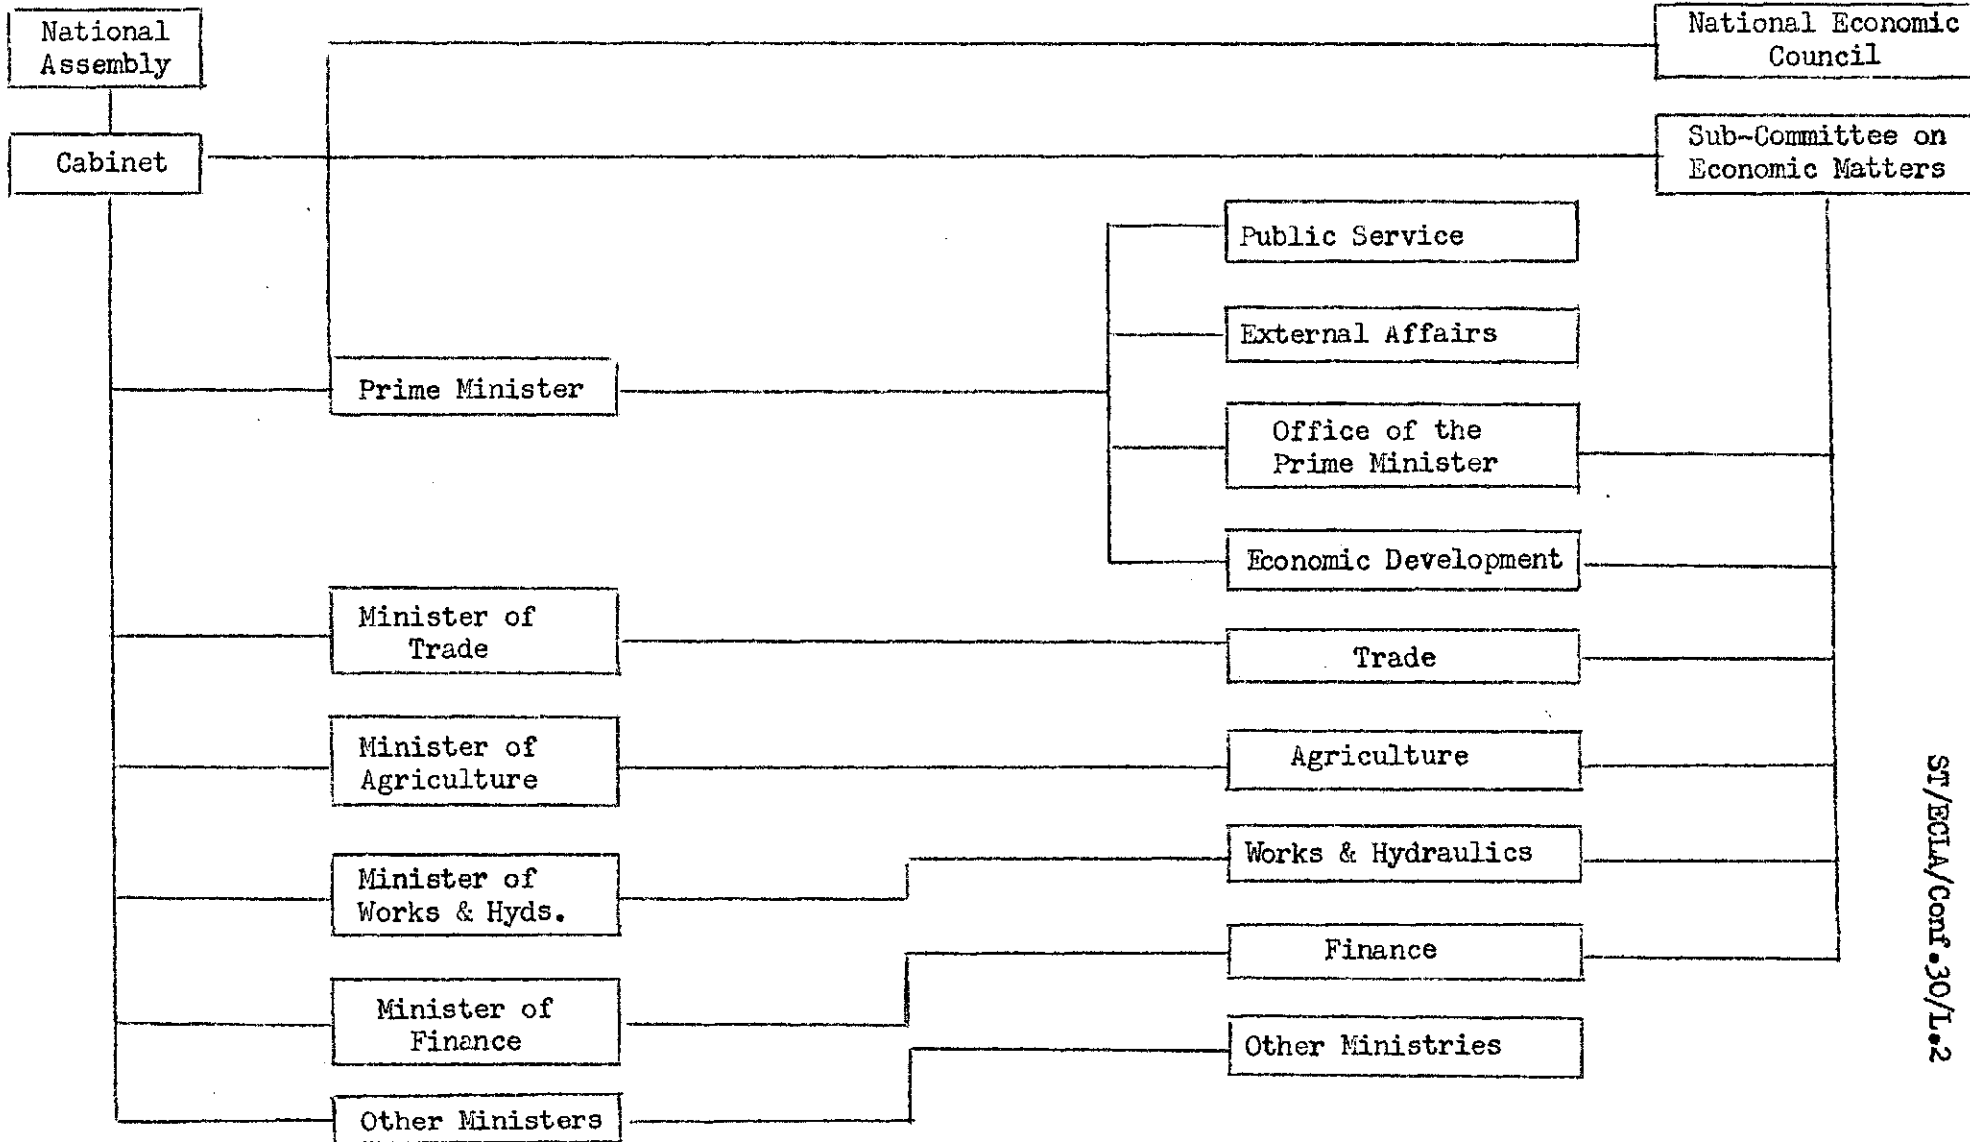 National
Assembly
National Economic
Council
Cabinet
Sub-Committee on
Economic Matters
Public Service
External Affairs
Prime Minister
Office of the
Prime Minister
Economic Development
Minister of
Trade
Trade
Minister of
Agriculture
Agriculture
Minister of
Works & Hyds.
Works & Hydraulics
Minister of
Finance
Finance
Other Ministers
Other Ministries
ST/ECLA/Conf.30/L.2